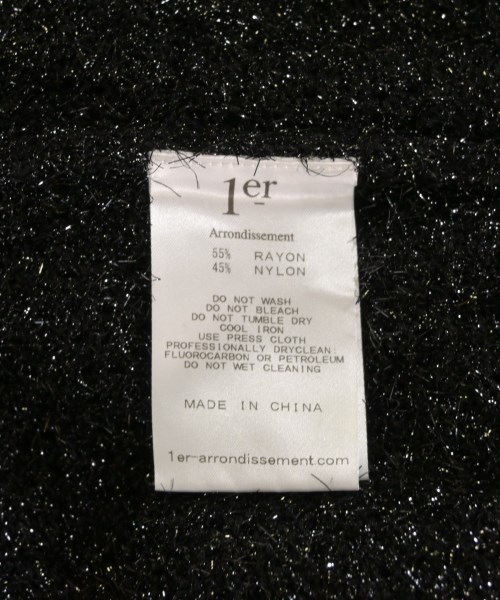 1er
Arrondissement
55% RAYON
45% NYLON
DO NOT WASH
DO NOT BLEACH
DO NOT TUMBLE DRY
COOL IRON
USE PRESS CLOTH
PROFESSIONALLY DRYCLEAN:
FLUOROCARBON OR PETROLEUM
DO NOT WET CLEANING
MADE IN CHINA
1er-arrondissement.com